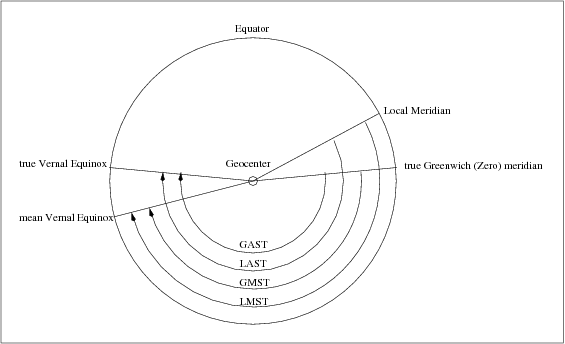 Equator
Local Meridian
true Vernal Equinox
Geocenter
true Greenwich (Zero) meridian
mean Vernal Equinox
GAST
LAST
GMST
LMST